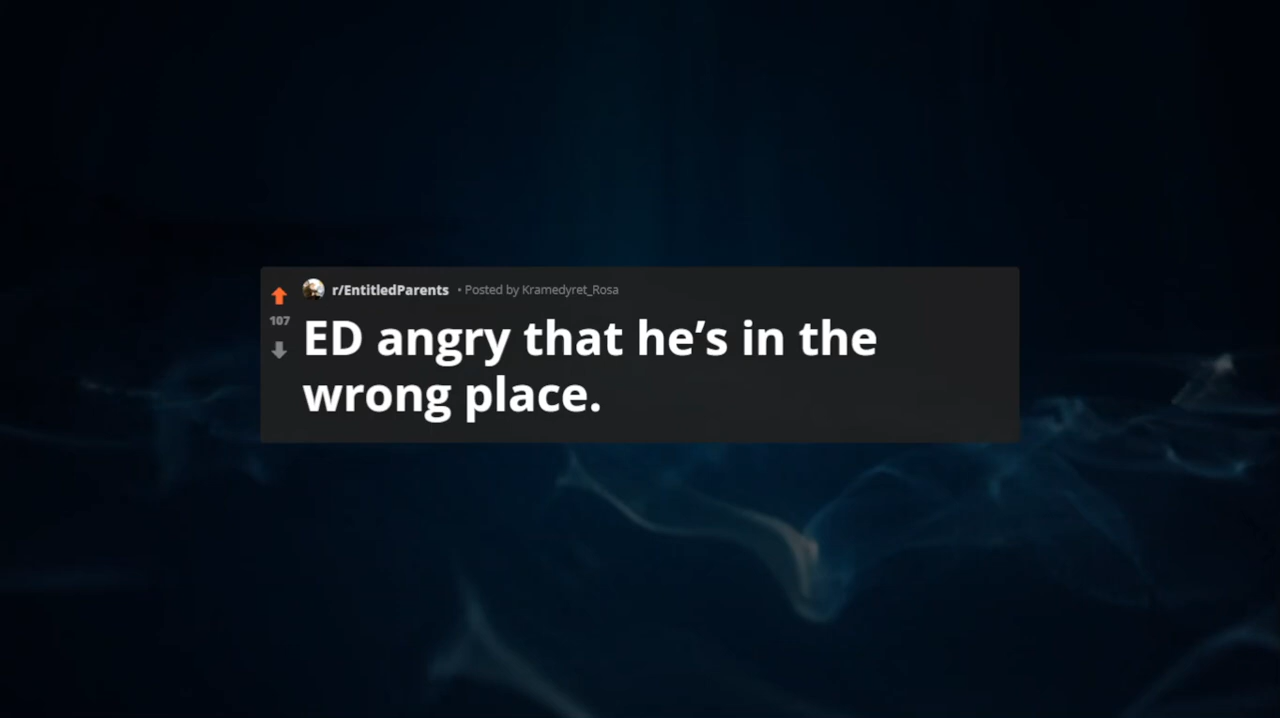 r/EntitledParents • Posted by Kramedyret_Rosa
107
ED angry that he’s in the
wrong place.